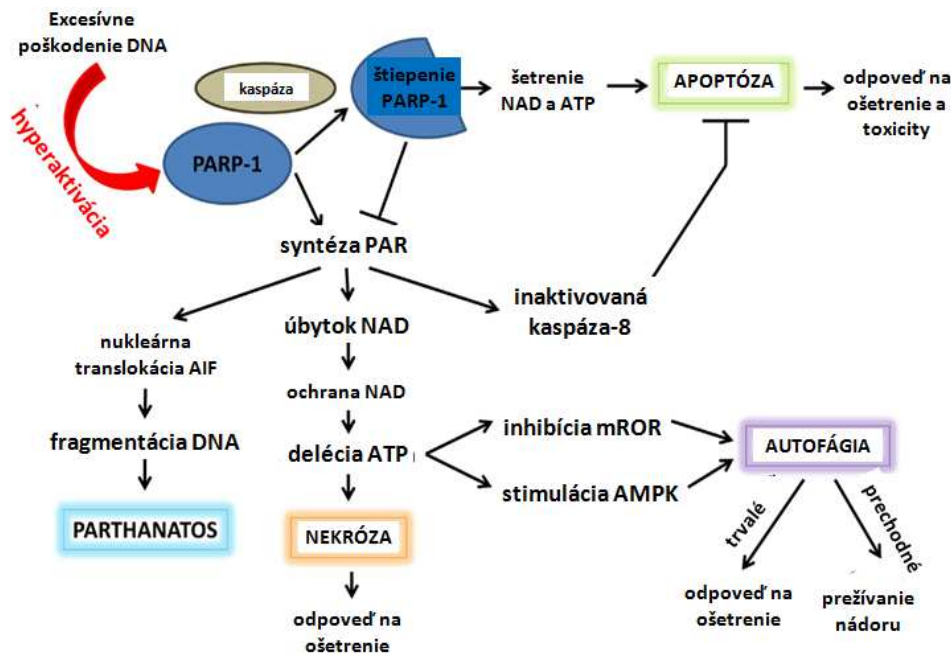 Excesívne
poškodenie DNA
hyperaktivácia
kaspáza
PARP-1
štiepenie
PARP-1
šetrenie
NAD a ATP
APOPTÓZA
odpoveď na
ošetrenie a
toxicity
syntéza PAR
inaktivovaná
kaspáza-8
úbytok NAD
nukleárna
translokácia AIF
ochrana NAD
fragmentácia DNA
delécia ATP
inhibícia mROR
stimulácia AMPK
AUTOFÁGIA
PARTHANATOS
NEKRÓZA
trvalé
prechodné
odpoveď na
ošetrenie
odpoveď na
ošetrenie
prežívanie
nádoru